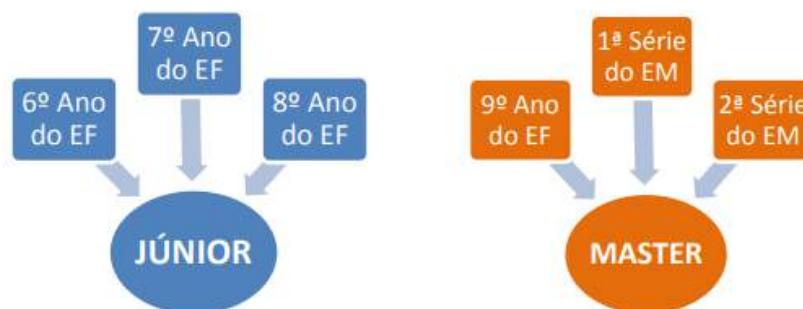 7º Ano
do EF
6º Ano
do EF
8º Ano
do EF
JÚNIOR
1ª Série
do EM
9º Ano
do EF
2ª Série
do EM
MASTER